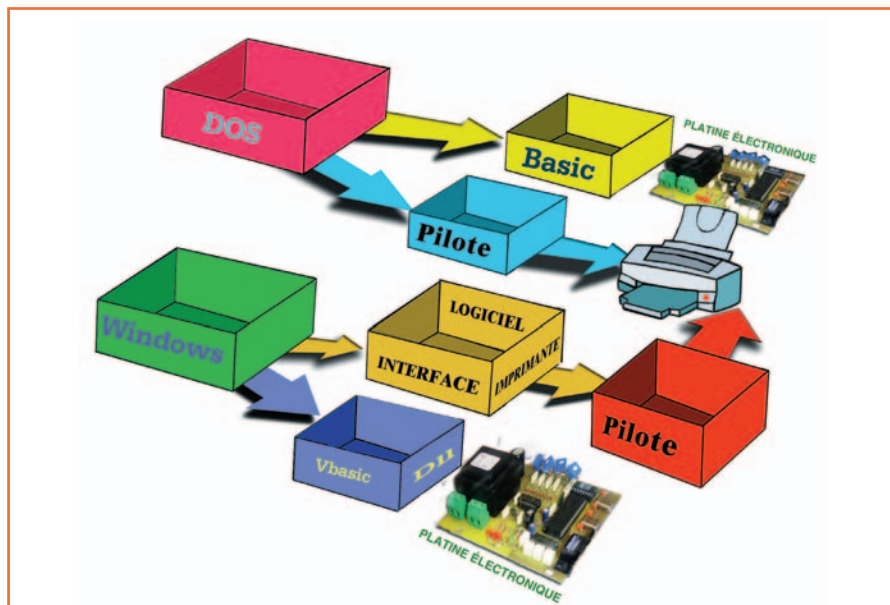 DOS
Basic
PLATINE ÉLECTRONIQUE
Pilote
Windows
LOGICIEL
INTERFACE
IMPRIMANTE
Pilote
Vbasic
Dll
PLATINE ÉLECTRONIQUE